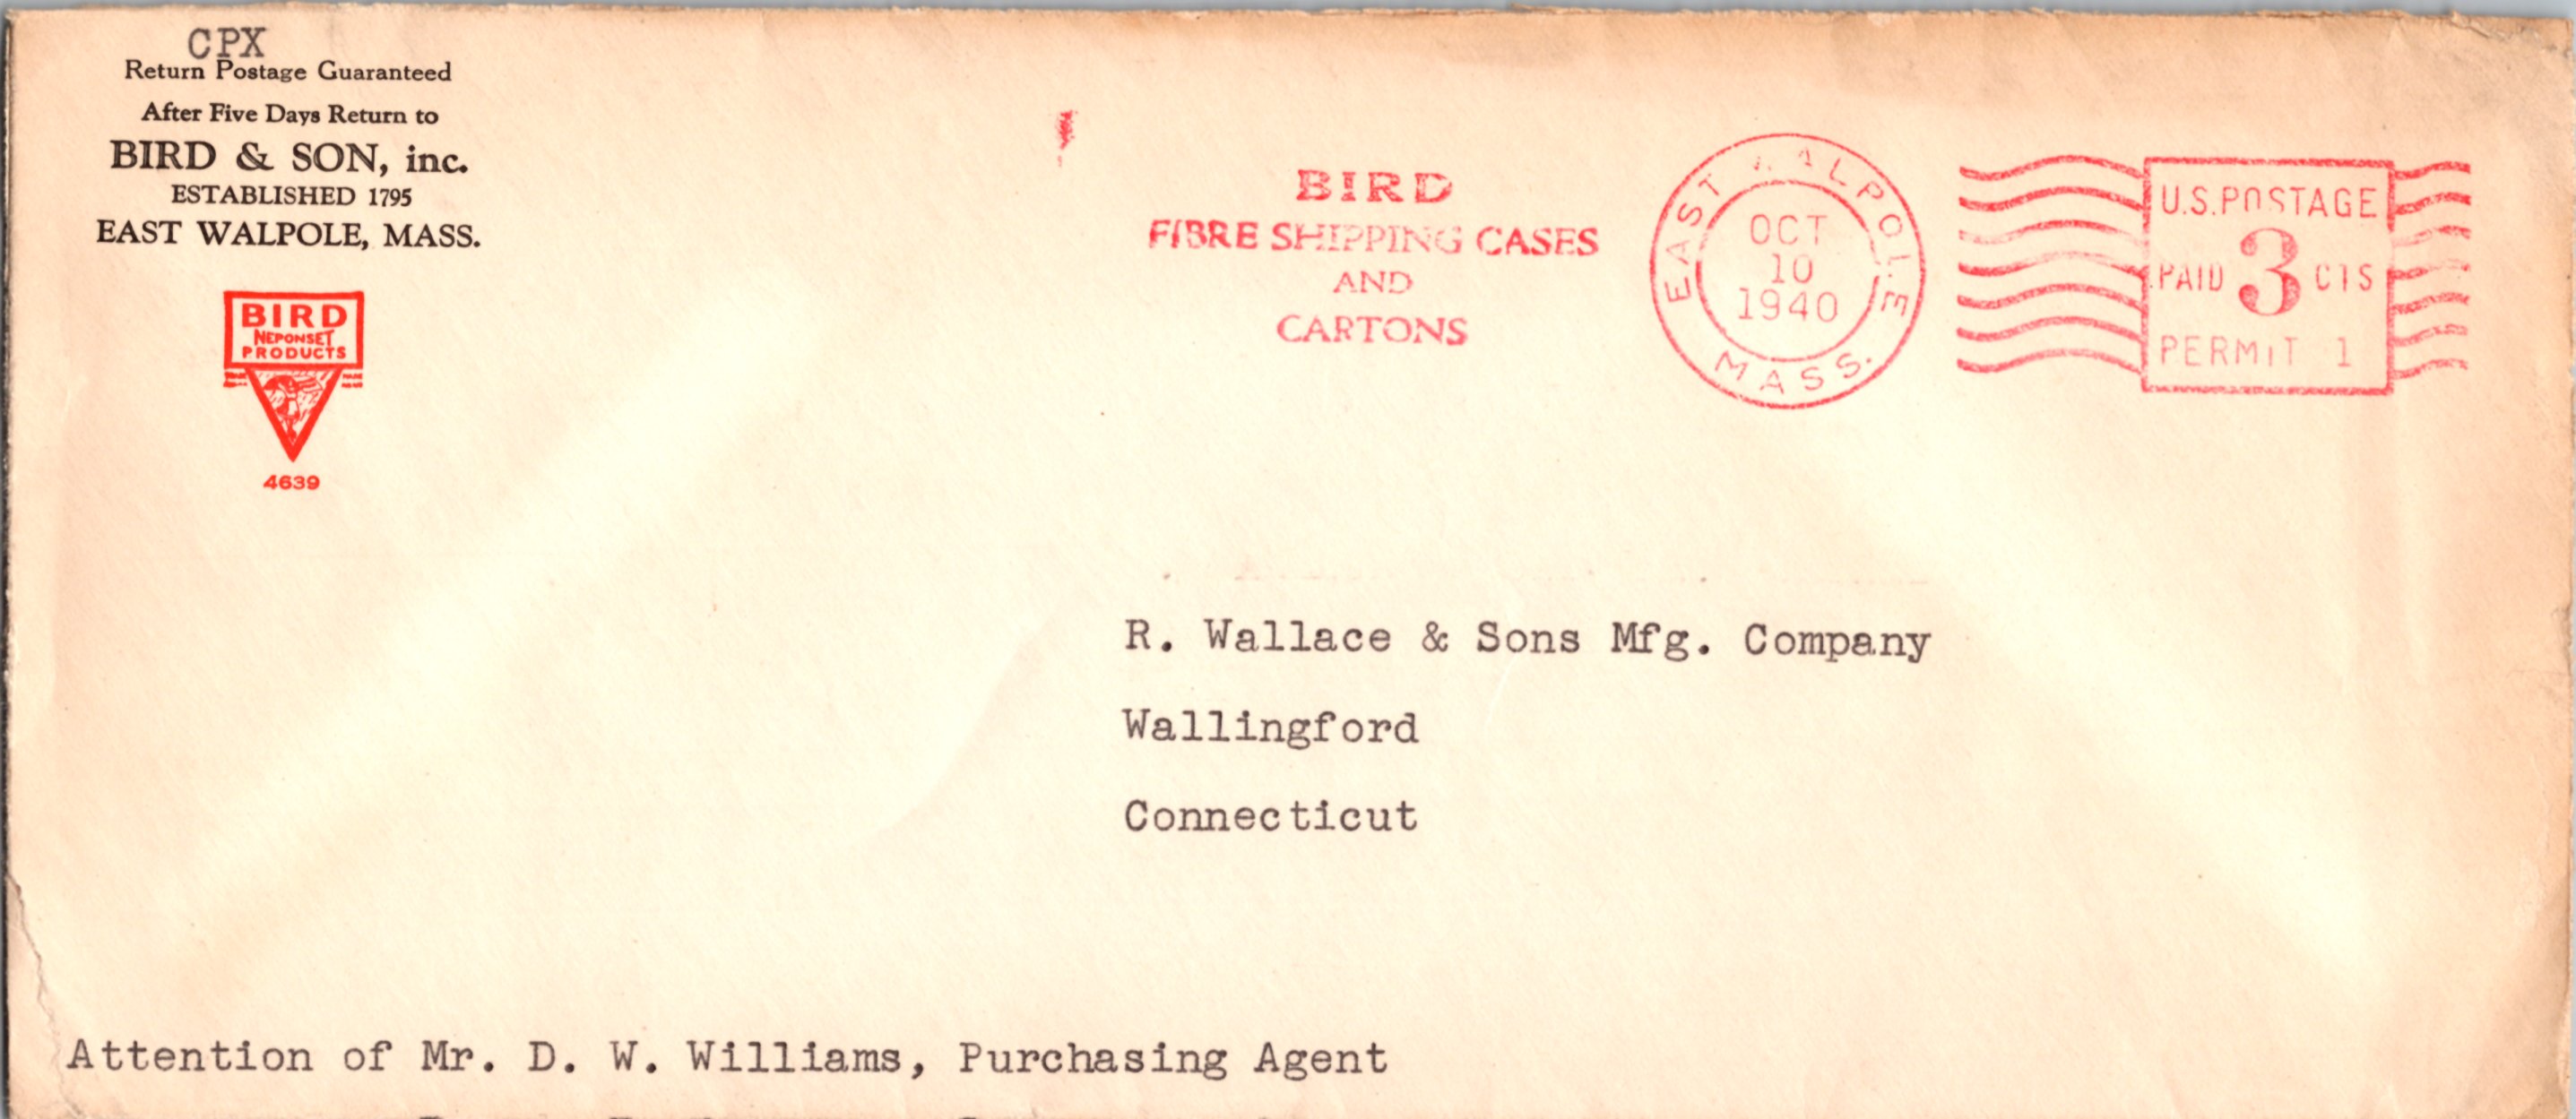 CPX
Return Postage Guaranteed
After Five Days Return to
BIRD & SON, inc.
ESTABLISHED 1795
EAST WALPOLE, MASS.
BIRD
NEPONSET
PRODUCTS
4639
BIRD
FIBRE SHIPPING CASES
AND
CARTONS
EAST WALPOLE
OCT
10
1940
MASS.
U.S.POSTAGE
PAID 3 CTS
PERMIT 1
R. Wallace & Sons Mfg. Company
Wallingford
Connecticut
Attention of Mr. D. W. Williams, Purchasing Agent